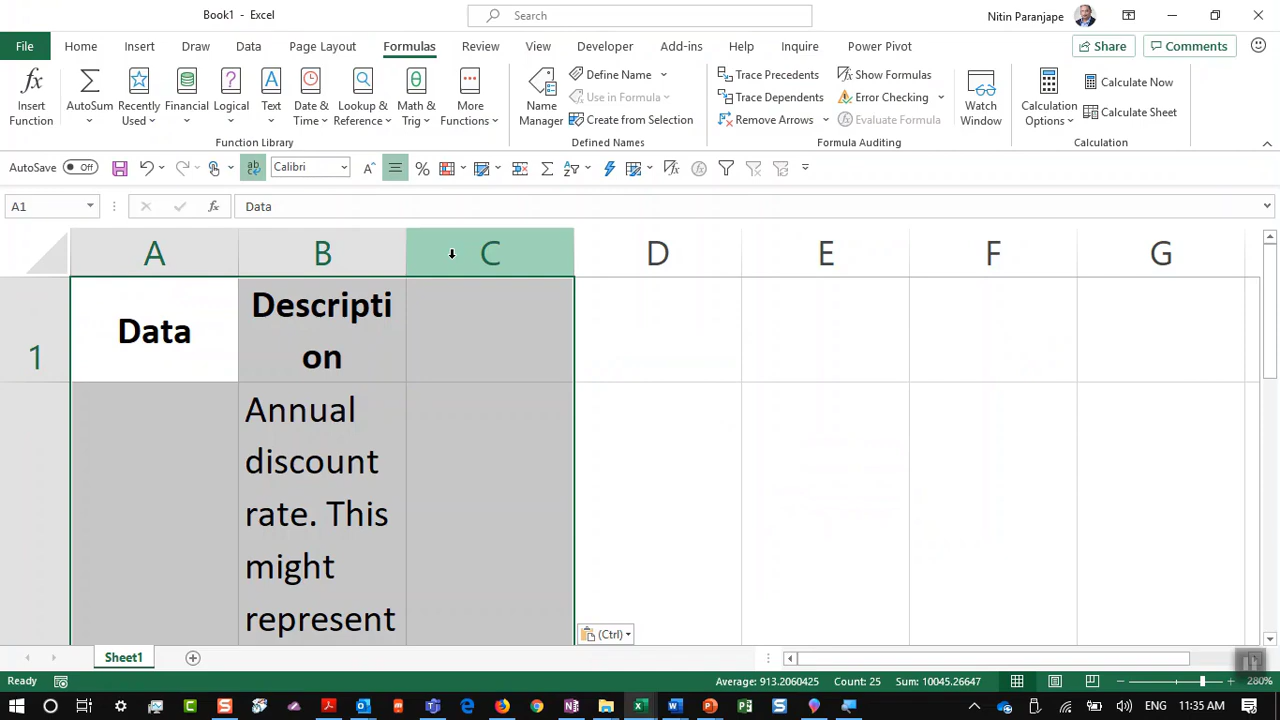 Book1 - Excel
Search
Nitin Paranjape
File Home Insert Draw Data Page Layout Formulas Review View Developer Add-ins Help Inquire Power Pivot Share Comments
Insert Function
AutoSum
Recently Used
Financial
Logical
Text
Date & Time
Lookup & Reference
Math & Trig
More Functions
Function Library
Name Manager
Define Name
Use in Formula
Create from Selection
Defined Names
Trace Precedents
Trace Dependents
Remove Arrows
Show Formulas
Error Checking
Evaluate Formula
Formula Auditing
Watch Window
Calculation Options
Calculate Now
Calculate Sheet
Calculation
AutoSave Off
Calibri
A1
Data
A B C D E F G
1
Data
Descripti
on
Annual
discount
rate. This
might
represent
(Ctrl)
Sheet1
Ready
Average: 913.2060425 Count: 25 Sum: 10045.26647
280%
ENG 11:35 AM